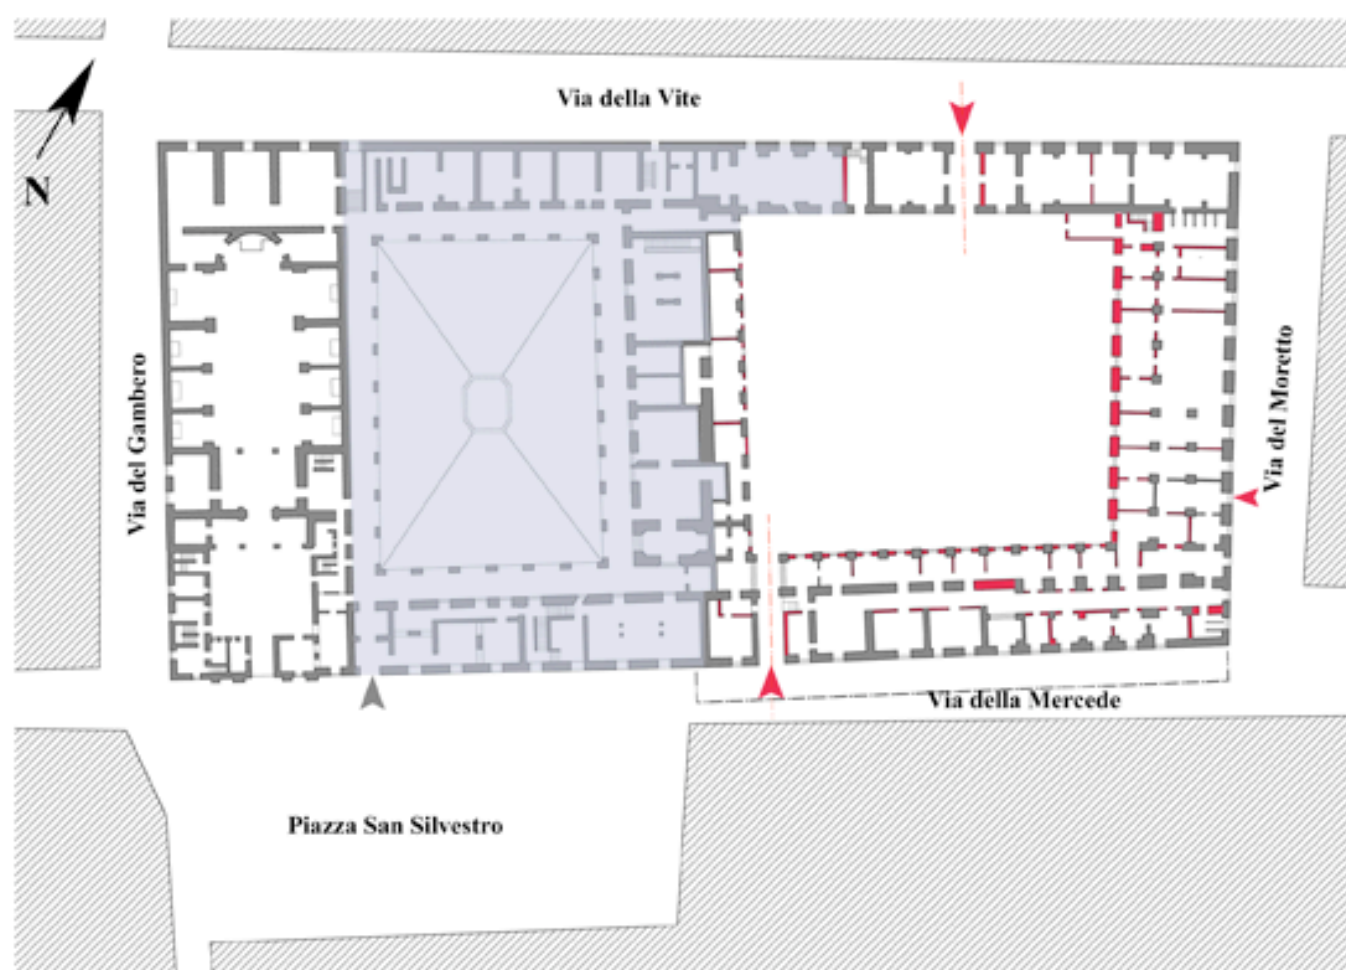 Via della Vite
N
Via del Gambero
Via del Moretto
Via della Mercede
Piazza San Silvestro